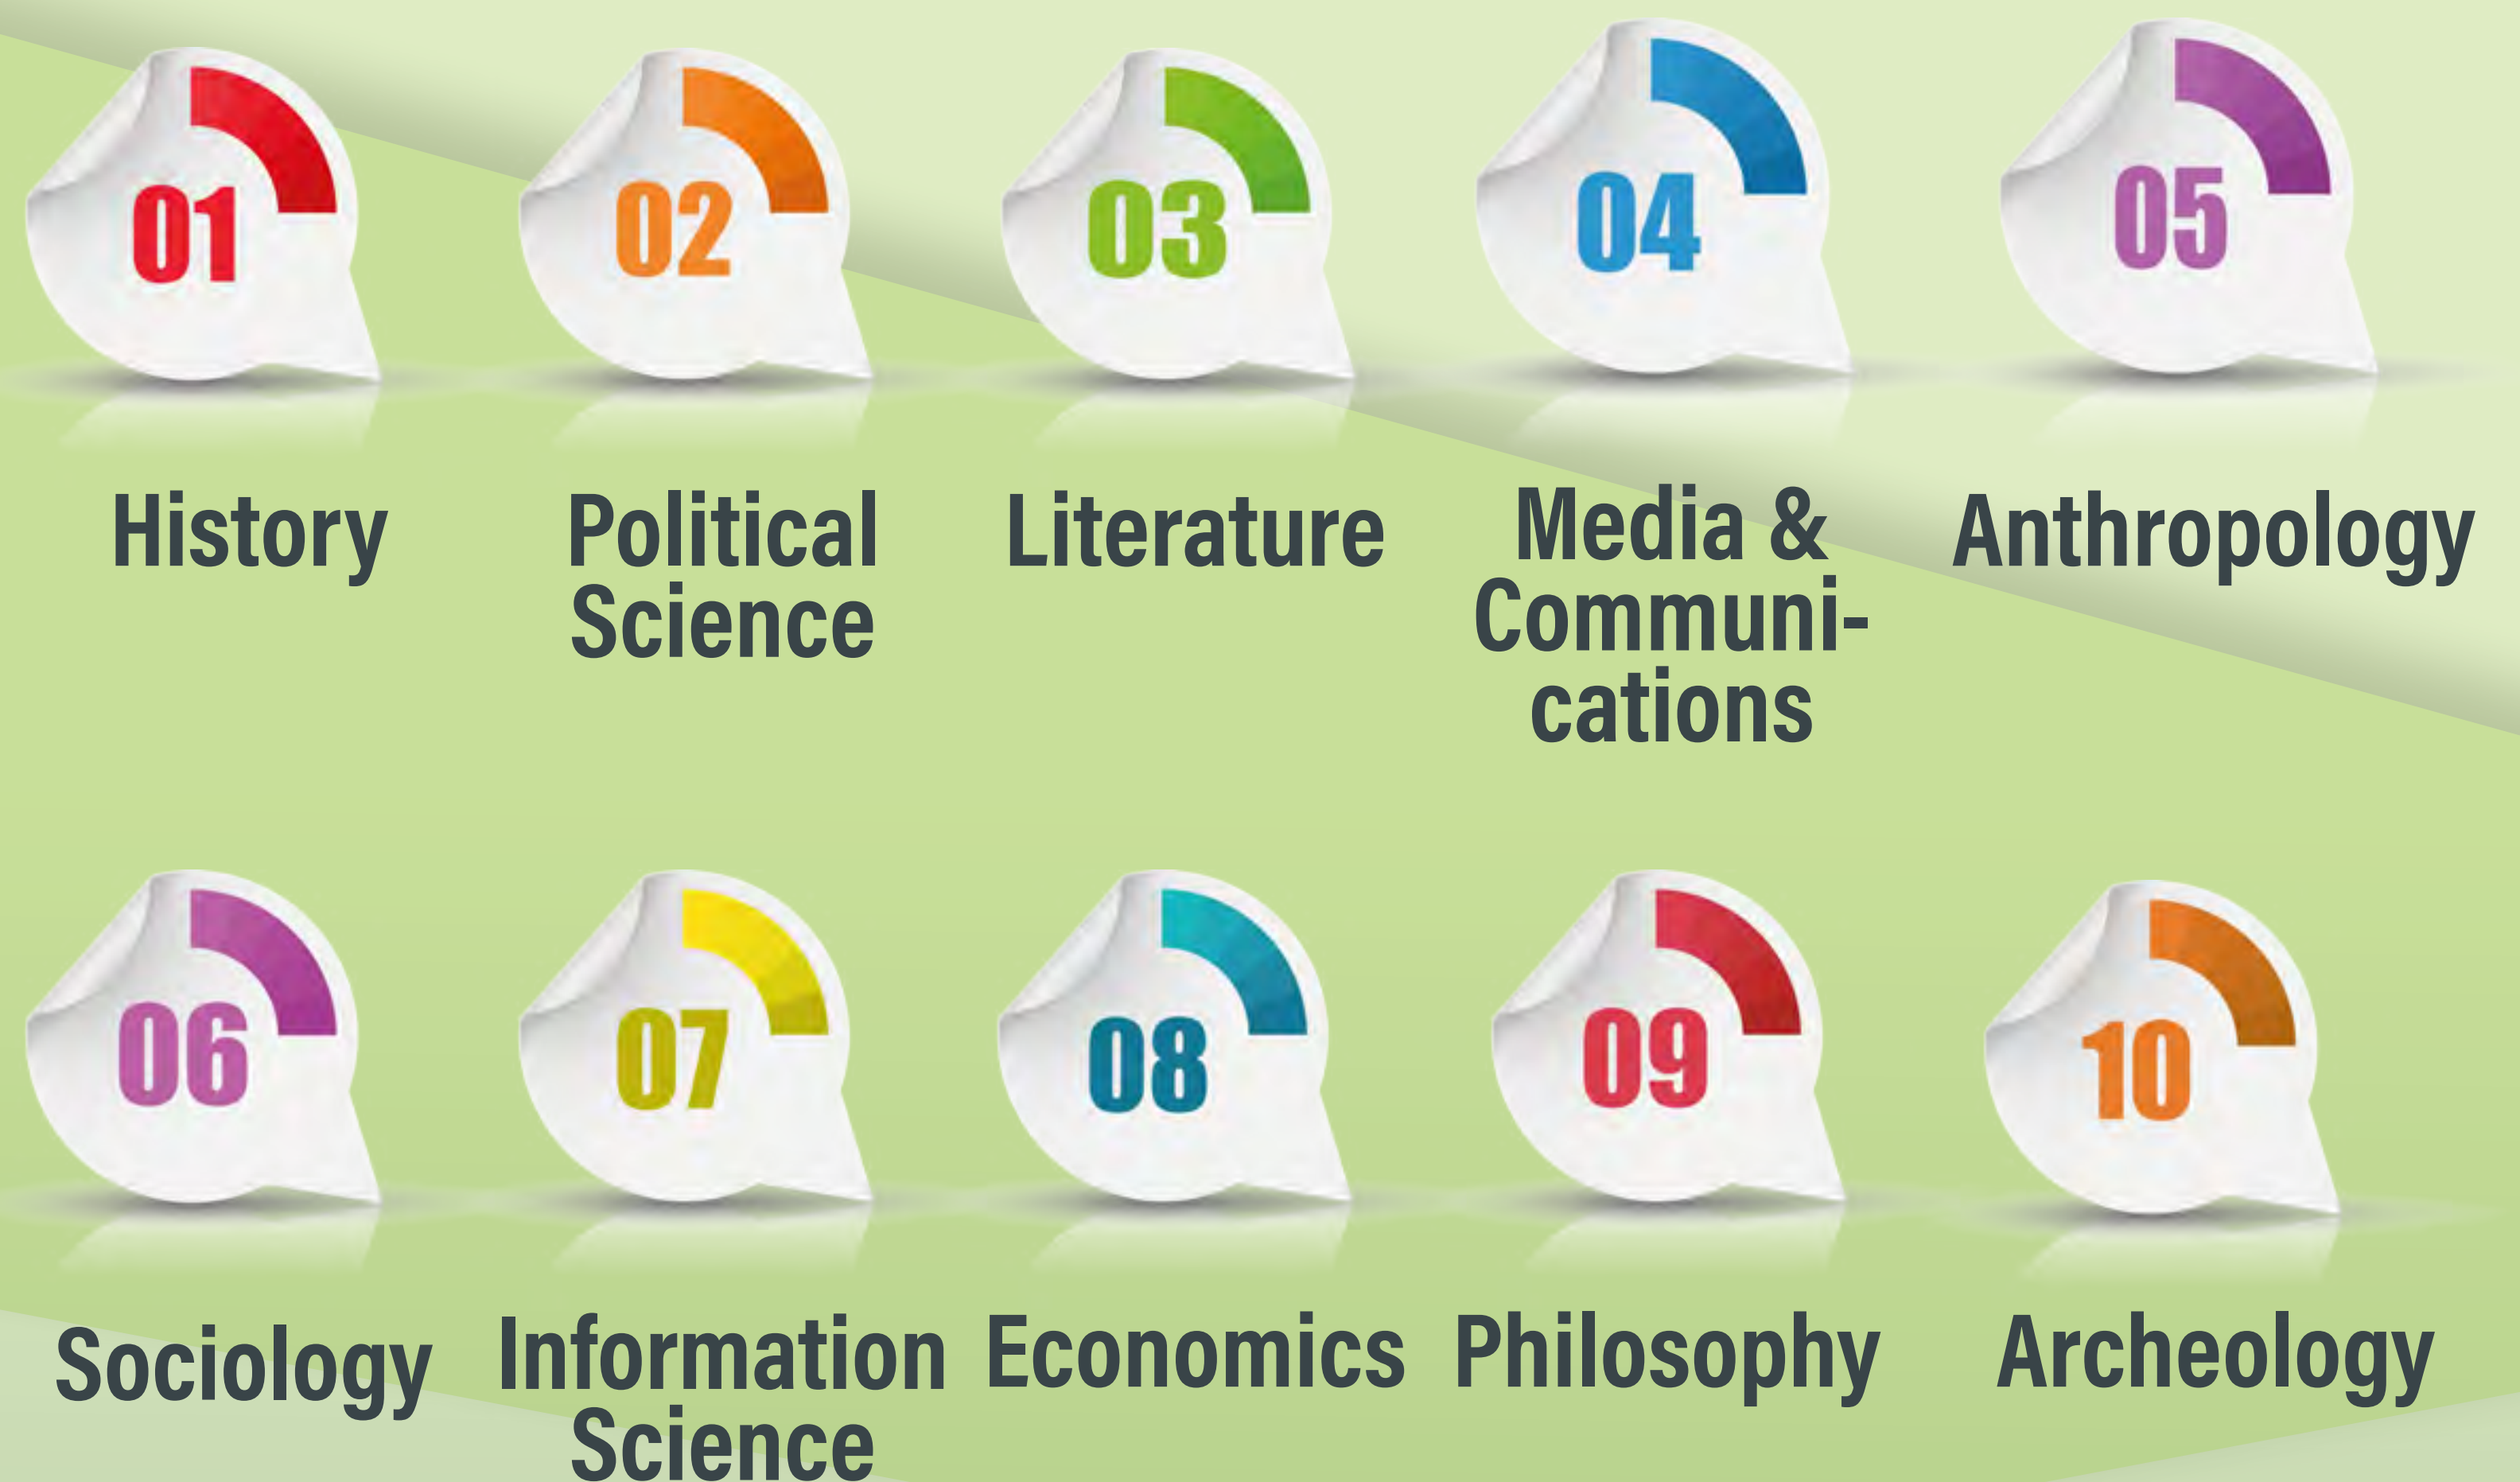 01
02
03
04
05
History
Political
Science
Literature
Media &
Communi-
cations
Anthropology
06
07
08
09
10
Sociology
Information
Science
Economics
Philosophy
Archeology